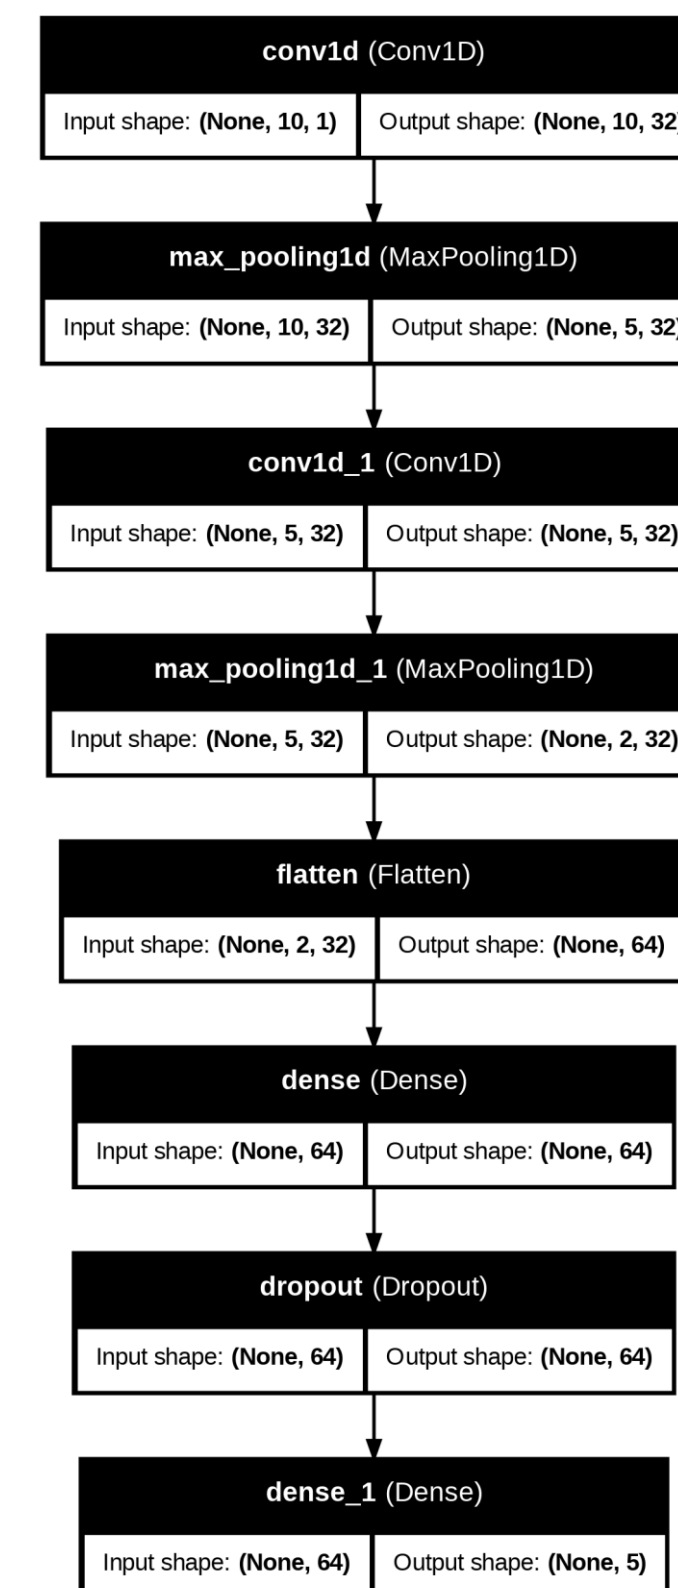 conv1d (Conv1D)
Input shape: (None, 10, 1) Output shape: (None, 10, 32)
max_pooling1d (MaxPooling1D)
Input shape: (None, 10, 32) Output shape: (None, 5, 32)
conv1d_1 (Conv1D)
Input shape: (None, 5, 32) Output shape: (None, 5, 32)
max_pooling1d_1 (MaxPooling1D)
Input shape: (None, 5, 32) Output shape: (None, 2, 32)
flatten (Flatten)
Input shape: (None, 2, 32) Output shape: (None, 64)
dense (Dense)
Input shape: (None, 64) Output shape: (None, 64)
dropout (Dropout)
Input shape: (None, 64) Output shape: (None, 64)
dense_1 (Dense)
Input shape: (None, 64) Output shape: (None, 5)